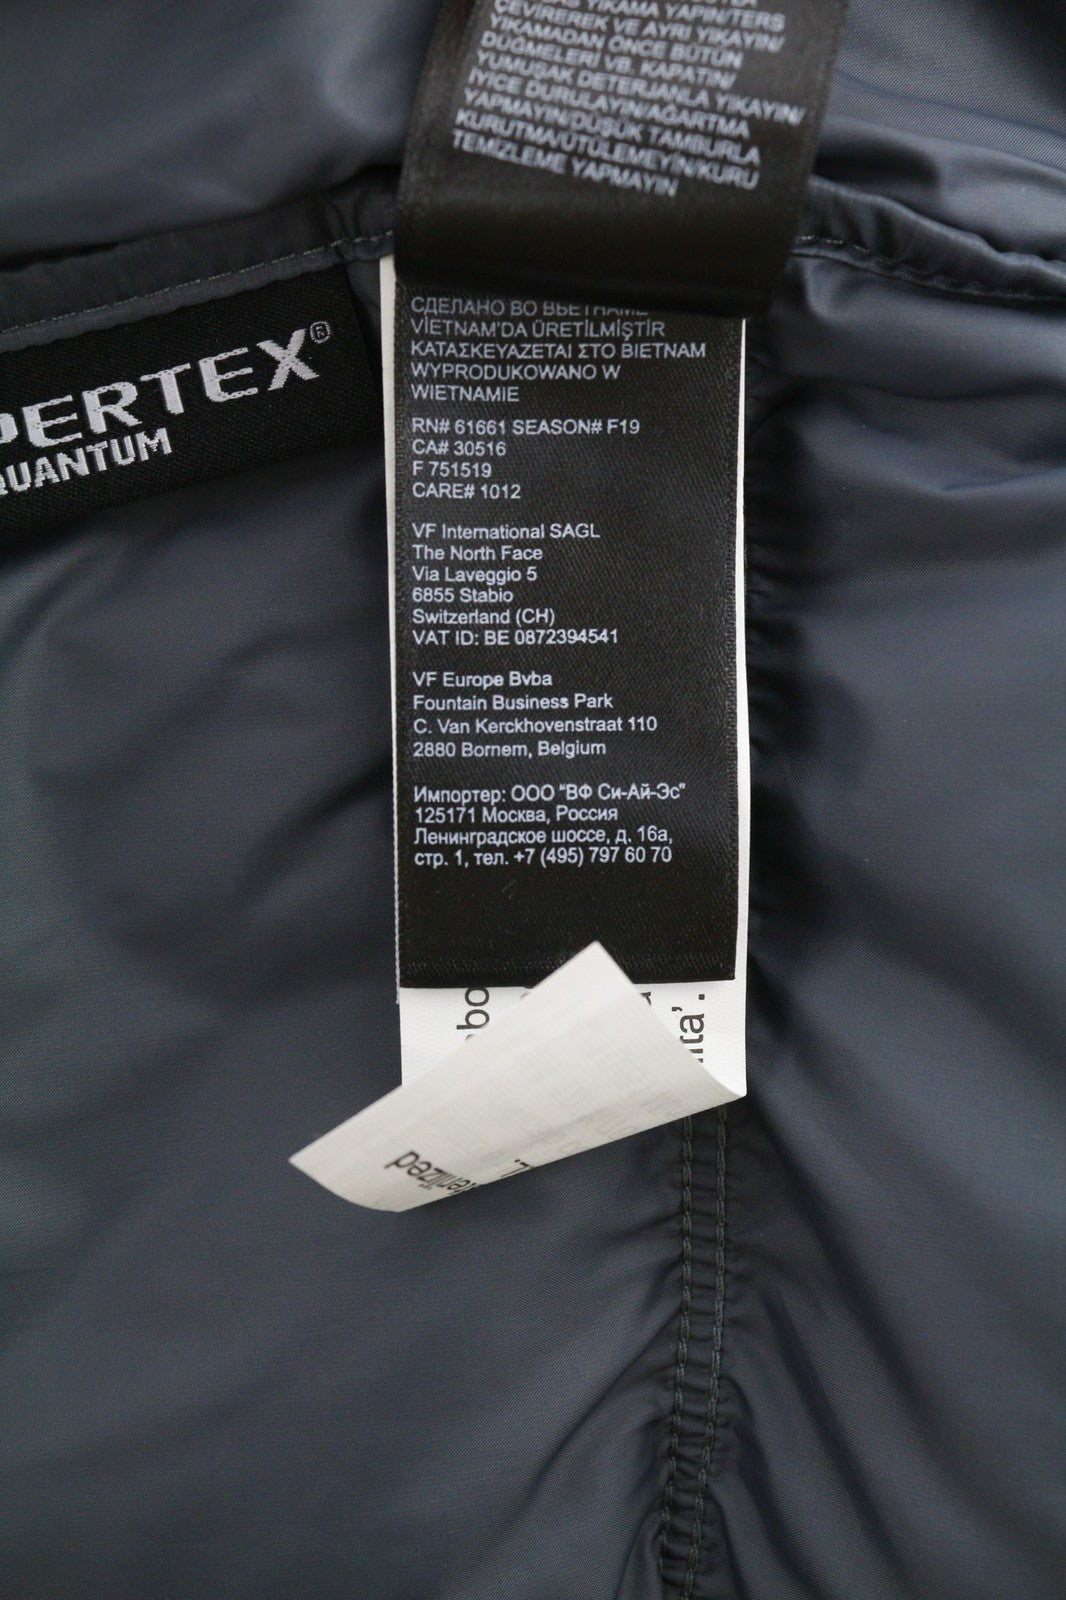 YIKAMA YAPIN/TERS
ÇEVİREREK VE AYRI YIKAYIN/
YIKAMADAN ÖNCE BÜTÜN
DÜĞMELERİ VB. KAPATIN/
YUMUŞAK DETERJANLA YIKAYIN/
İYİCE DURULAYIN/AĞARTMA
YAPMAYIN/DÜŞÜK TAMBURLA
KURUTMA/ÜTÜLEMEYİN/KURU
TEMİZLEME YAPMAYIN
PERTEX®
QUANTUM
СДЕЛАНО ВО ВЬЕТНАМЕ
VİETNAM'DA ÜRETİLMİŞTİR
ΚΑΤΑΣΚΕΥΑΖΕΤΑΙ ΣΤΟ ΒΙΕΤΝΑΜ
WYPRODUKOWANO W
WIETNAMIE
RN# 61661 SEASON# F19
CA# 30516
F 751519
CARE# 1012
VF International SAGL
The North Face
Via Laveggio 5
6855 Stabio
Switzerland (CH)
VAT ID: BE 0872394541
VF Europe Bvba
Fountain Business Park
C. Van Kerckhovenstraat 110
2880 Bornem, Belgium
Импортер: ООО "ВФ Си-Ай-Эс"
125171 Москва, Россия
Ленинградское шоссе, д. 16а,
стр. 1, тел. +7 (495) 797 60 70